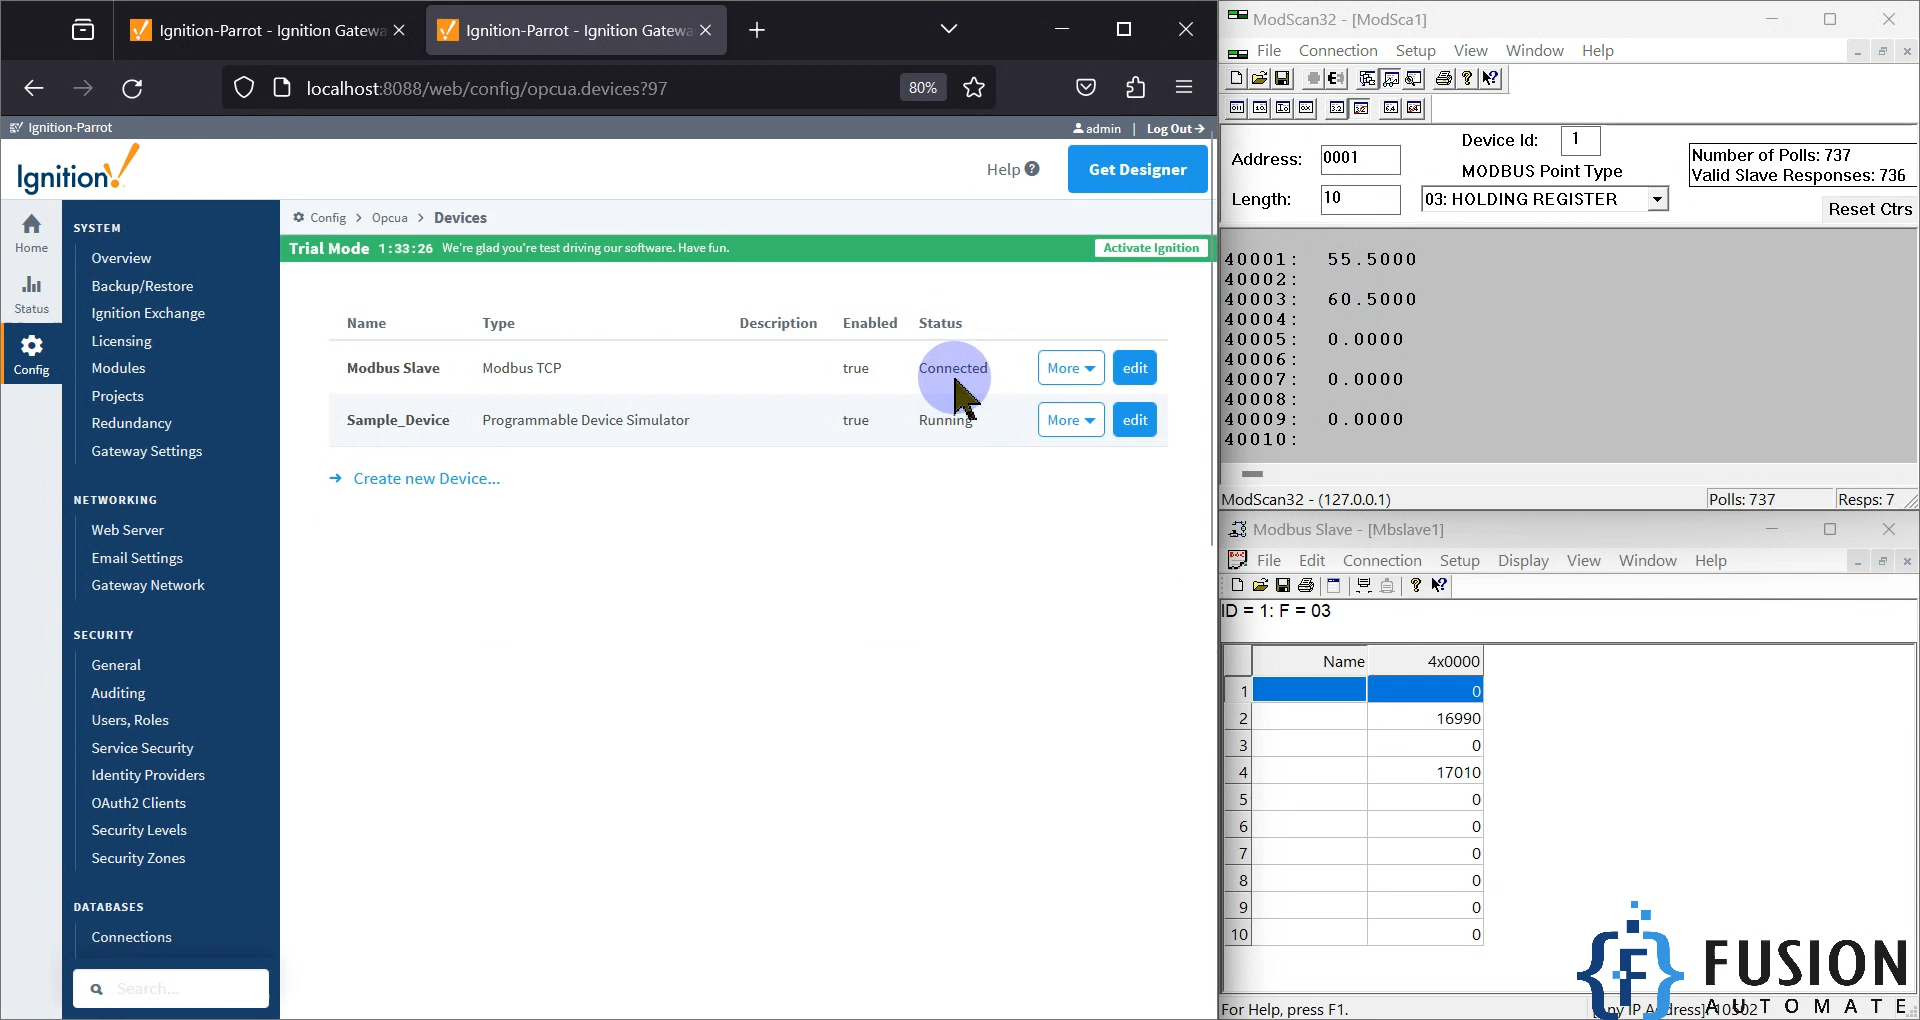 Ignition-Parrot - Ignition Gatewa
Ignition-Parrot - Ignition Gatewa
localhost:8088/web/config/opcua.devices?97
80%
Ignition-Parrot
admin | Log Out
Ignition!
Help
Get Designer
Home
Status
Config
SYSTEM
Overview
Backup/Restore
Ignition Exchange
Licensing
Modules
Projects
Redundancy
Gateway Settings
NETWORKING
Web Server
Email Settings
Gateway Network
SECURITY
General
Auditing
Users, Roles
Service Security
Identity Providers
OAuth2 Clients
Security Levels
Security Zones
DATABASES
Connections
Search...
Config > Opcua > Devices
Trial Mode 1:33:26 We're glad you're test driving our software. Have fun.
Activate Ignition
Name Type Description Enabled Status
Modbus Slave Modbus TCP true Connected More edit
Sample_Device Programmable Device Simulator true Running More edit
→ Create new Device...
ModScan32 - [ModSca1]
File Connection Setup View Window Help
Address: 0001
Device Id: 1
MODBUS Point Type
Length: 10
03: HOLDING REGISTER
Number of Polls: 737
Valid Slave Responses: 736
Reset Ctrs
40001: 55.5000
40002:
40003: 60.5000
40004:
40005: 0.0000
40006:
40007: 0.0000
40008:
40009: 0.0000
40010:
ModScan32 - (127.0.0.1)
Polls: 737
Resps: 7
Modbus Slave - [Mbslave1]
File Edit Connection Setup Display View Window Help
ID = 1: F = 03
Name 4x0000
1 0
2 16990
3 0
4 17010
5 0
6 0
7 0
8 0
9 0
10 0
For Help, press F1.
10502
FUSION
AUTOMATE